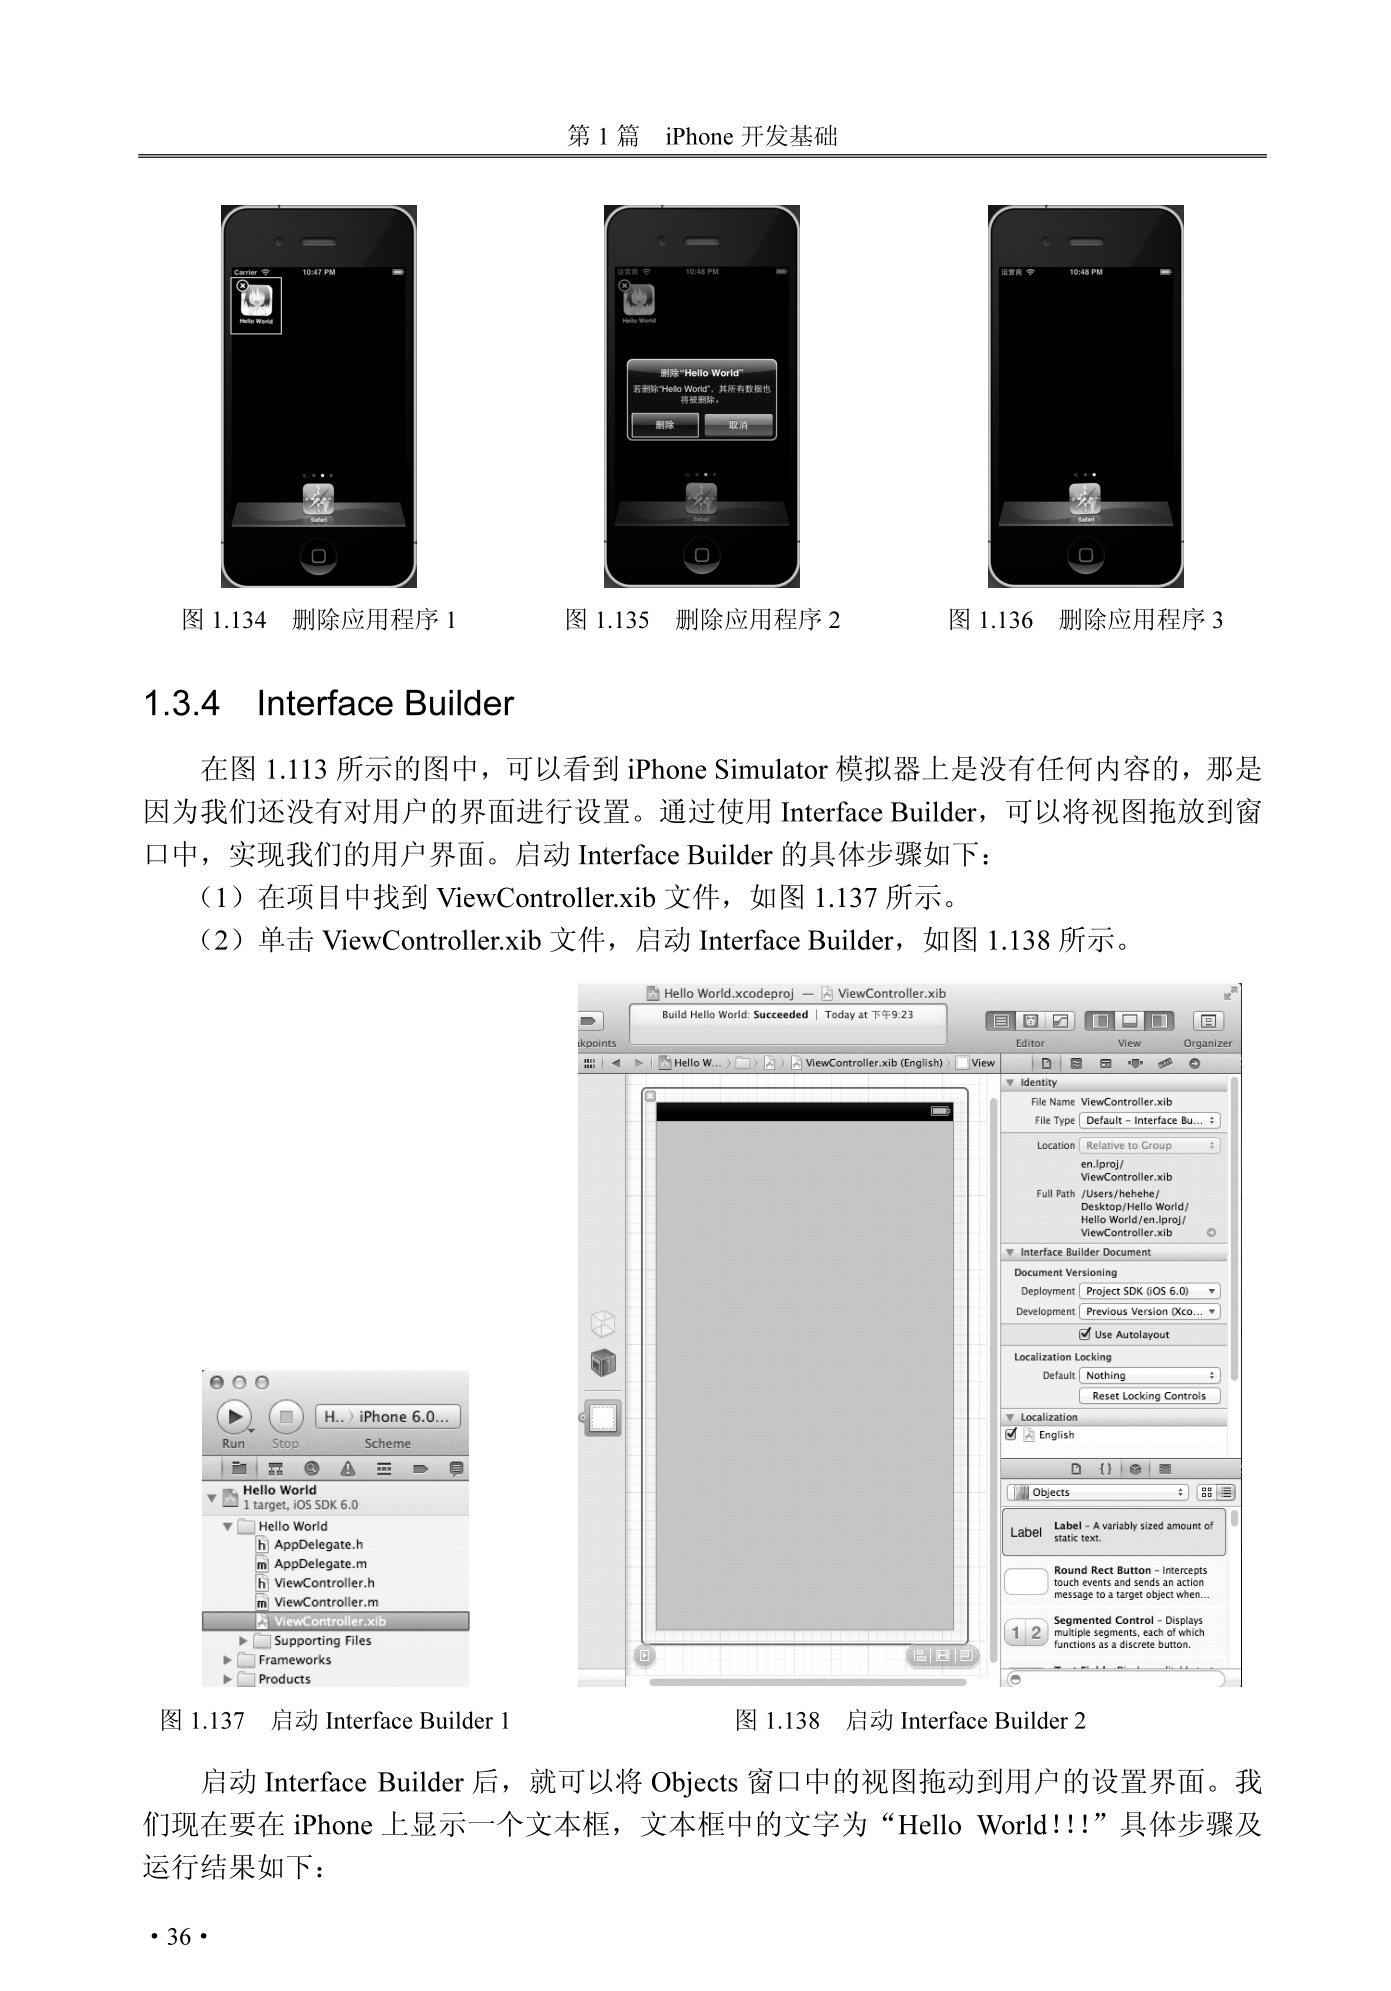 第 1 篇　iPhone 开发基础
Carrier 10:47 PM
Hello World
Safari
运营商 10:48 PM
Hello World
删除“Hello World”
若删除“Hello World”，其所有数据也
将被删除。
删除 取消
Safari
运营商 10:48 PM
Safari
图 1.134　删除应用程序 1
图 1.135　删除应用程序 2
图 1.136　删除应用程序 3
1.3.4　Interface Builder
在图 1.113 所示的图中，可以看到 iPhone Simulator 模拟器上是没有任何内容的，那是
因为我们还没有对用户的界面进行设置。通过使用 Interface Builder，可以将视图拖放到窗
口中，实现我们的用户界面。启动 Interface Builder 的具体步骤如下：
（1）在项目中找到 ViewController.xib 文件，如图 1.137 所示。
（2）单击 ViewController.xib 文件，启动 Interface Builder，如图 1.138 所示。
H.. 〉 iPhone 6.0...
Run Stop Scheme
Hello World
1 target, iOS SDK 6.0
Hello World
h AppDelegate.h
m AppDelegate.m
h ViewController.h
m ViewController.m
ViewController.xib
Supporting Files
Frameworks
Products
Hello World.xcodeproj — ViewController.xib
Build Hello World: Succeeded | Today at 下午9:23
akpoints Editor View Organizer
Hello W... 〉 〉 〉 ViewController.xib (English) 〉 View
Identity
File Name ViewController.xib
File Type Default – Interface Bu...
Location Relative to Group
en.lproj/
ViewController.xib
Full Path /Users/hehehe/
Desktop/Hello World/
Hello World/en.lproj/
ViewController.xib
Interface Builder Document
Document Versioning
Deployment Project SDK (iOS 6.0)
Development Previous Version (Xco...
Use Autolayout
Localization Locking
Default Nothing
Reset Locking Controls
Localization
English
{}
Objects
Label
Label – A variably sized amount of
static text.
Round Rect Button – Intercepts
touch events and sends an action
message to a target object when...
1 2
Segmented Control – Displays
multiple segments, each of which
functions as a discrete button.
图 1.137　启动 Interface Builder 1
图 1.138　启动 Interface Builder 2
启动 Interface Builder 后，就可以将 Objects 窗口中的视图拖动到用户的设置界面。我
们现在要在 iPhone 上显示一个文本框，文本框中的文字为“Hello World！！！”具体步骤及
运行结果如下：
·36·